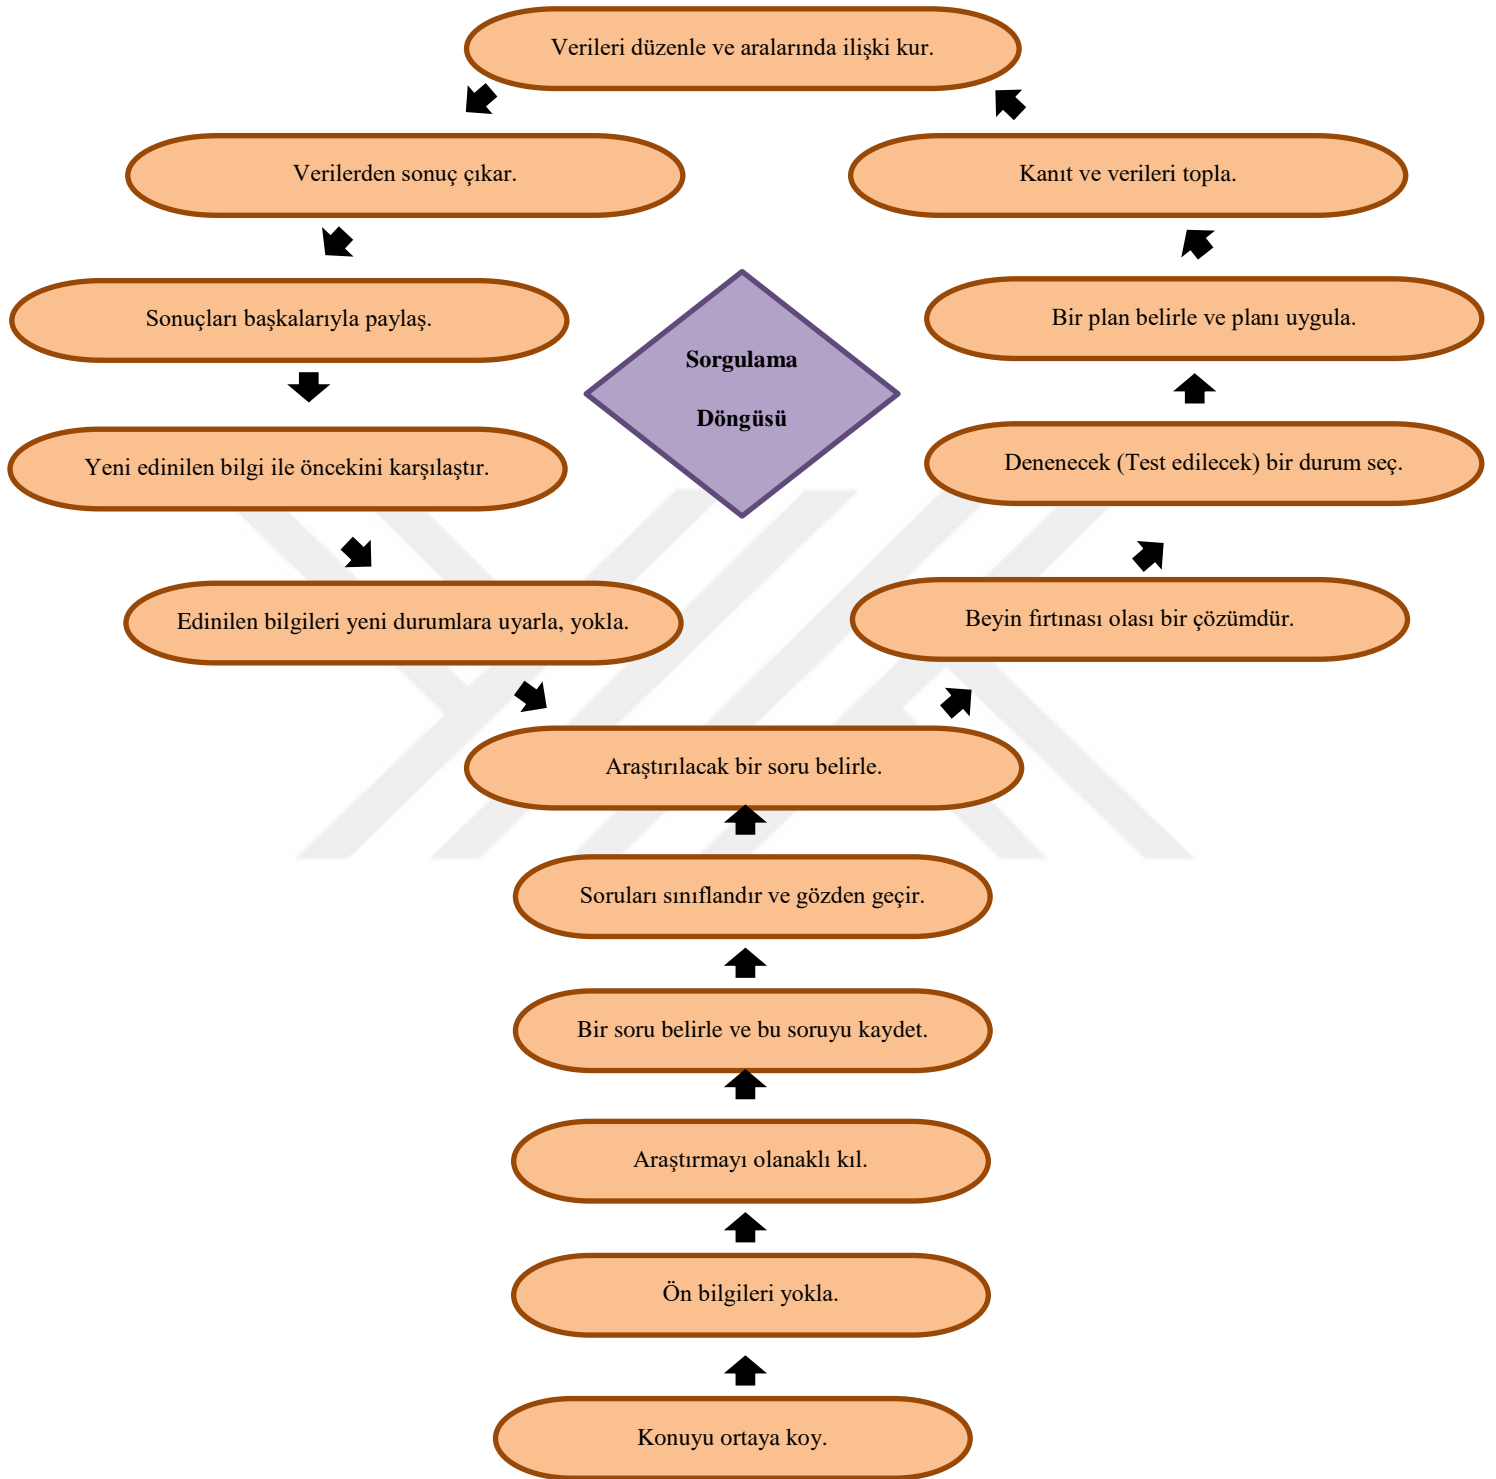 Verileri düzenle ve aralarında ilişki kur.
Verilerden sonuç çıkar.
Kanıt ve verileri topla.
Sonuçları başkalarıyla paylaş.
Bir plan belirle ve planı uygula.
Sorgulama
Döngüsü
Yeni edinilen bilgi ile öncekini karşılaştır.
Denenecek (Test edilecek) bir durum seç.
Edinilen bilgileri yeni durumlara uyarla, yokla.
Beyin fırtınası olası bir çözümdür.
Araştırılacak bir soru belirle.
Soruları sınıflandır ve gözden geçir.
Bir soru belirle ve bu soruyu kaydet.
Araştırmayı olanaklı kıl.
Ön bilgileri yokla.
Konuyu ortaya koy.